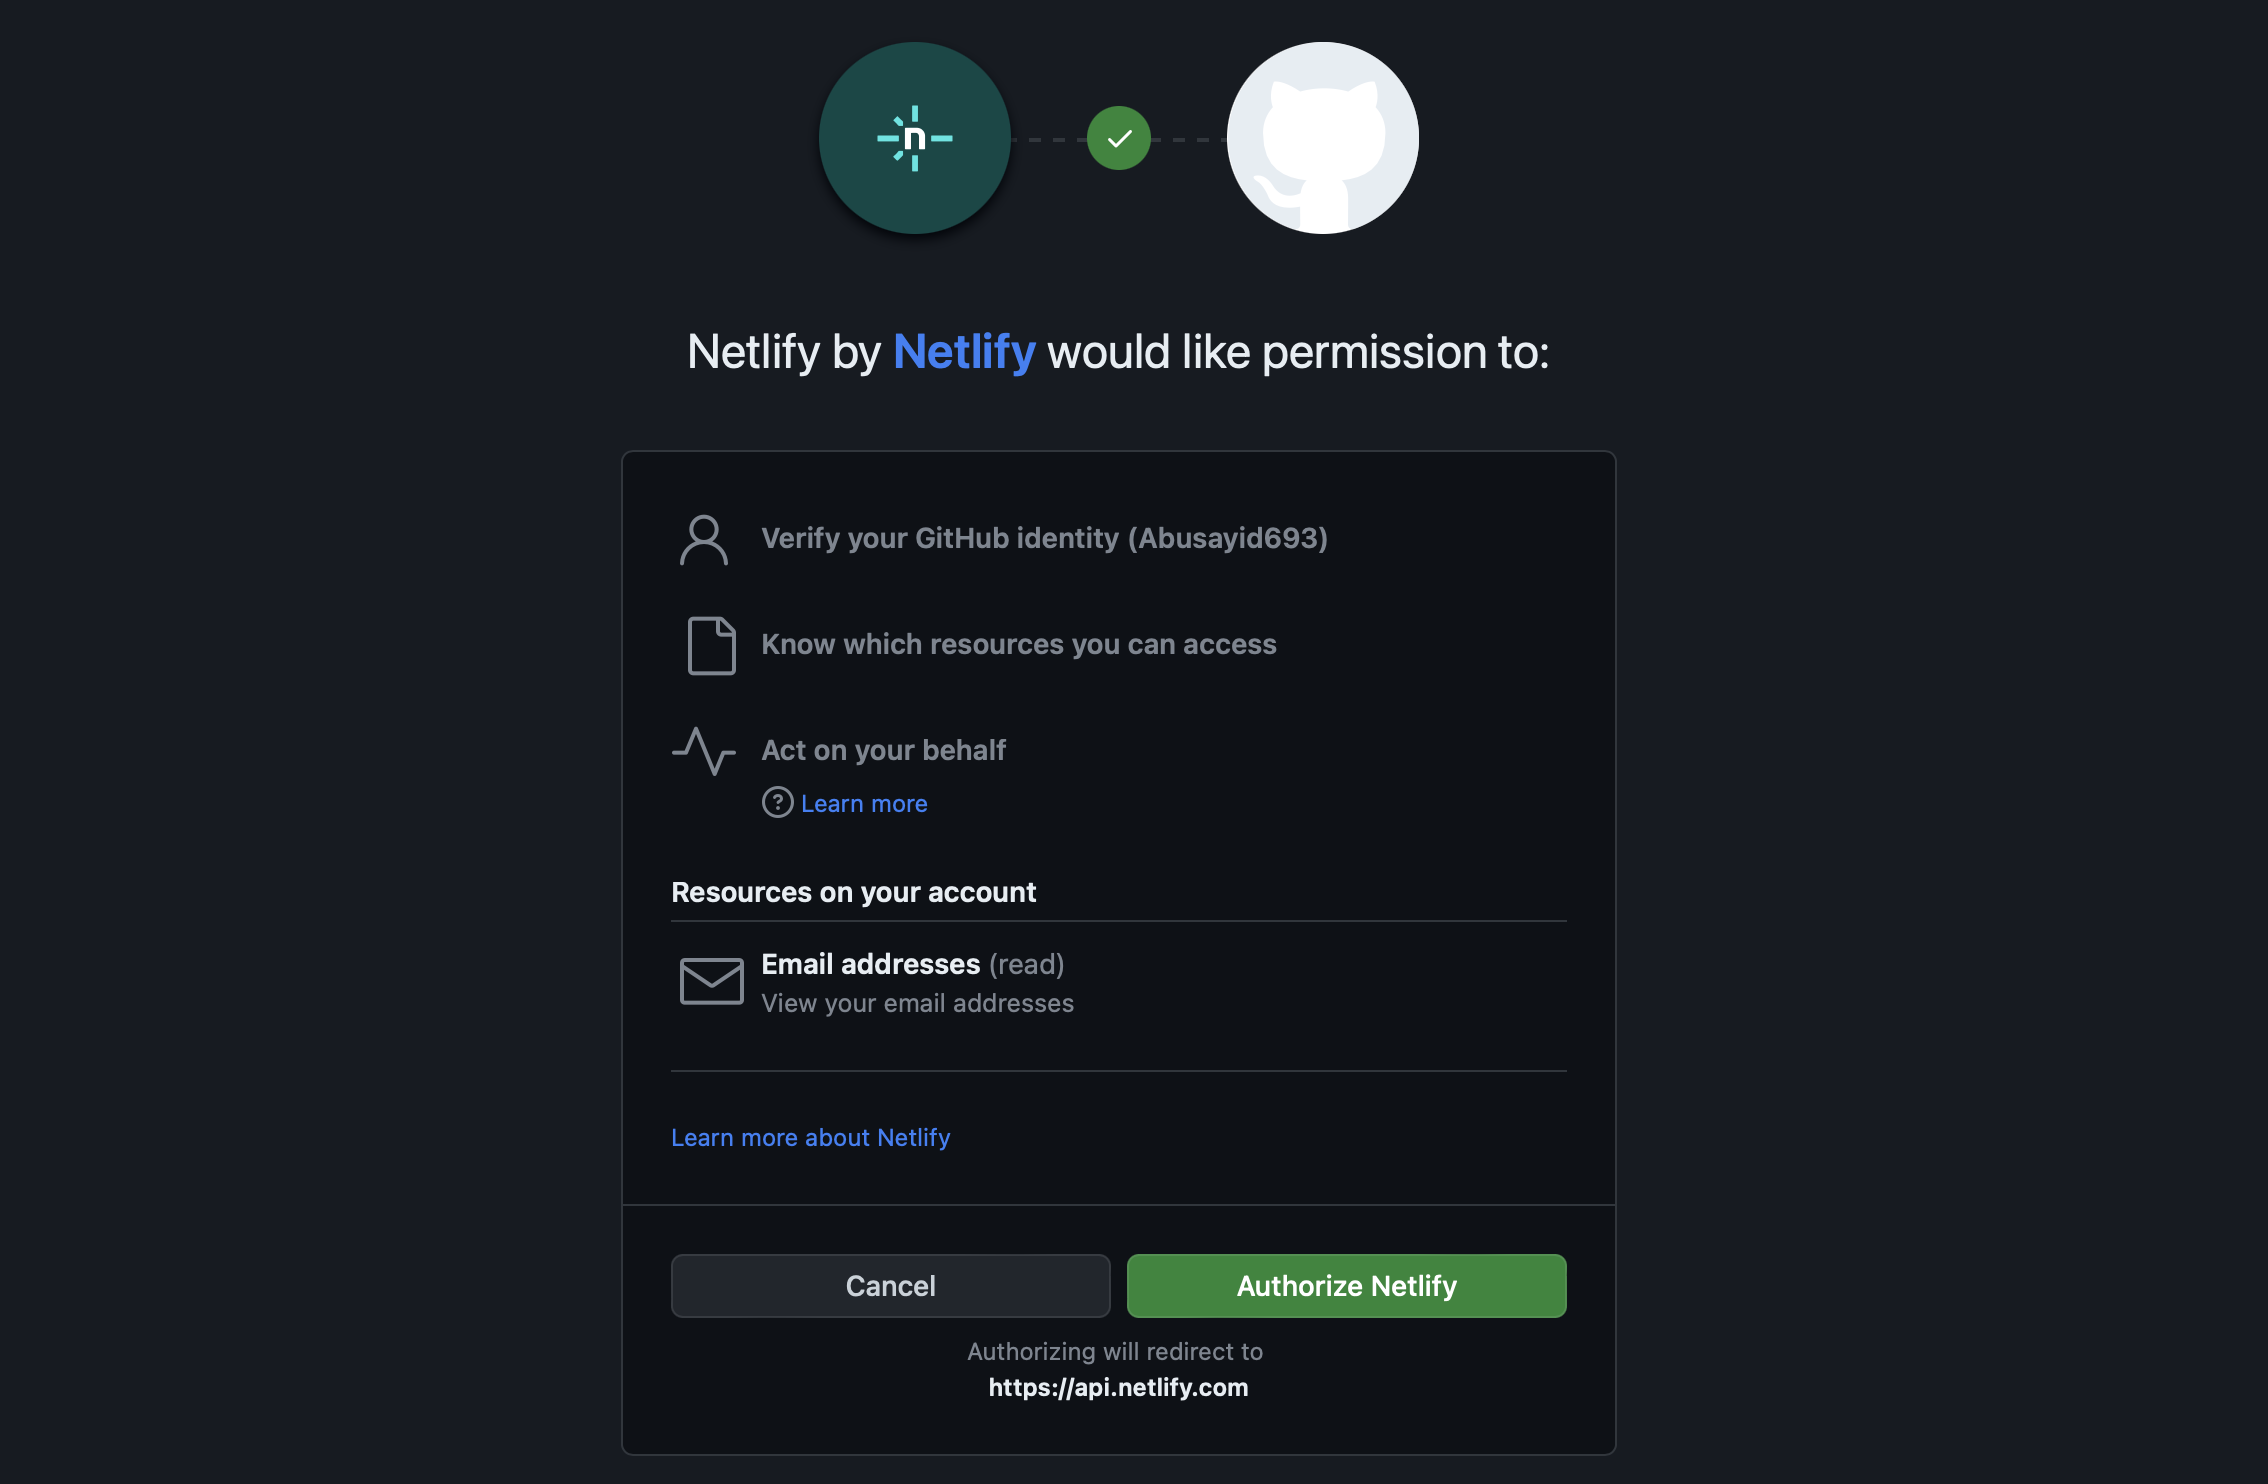 n
Netlify by Netlify would like permission to:
Verify your GitHub identity (Abusayid693)
Know which resources you can access
Act on your behalf
? Learn more
Resources on your account
Email addresses (read)
View your email addresses
Learn more about Netlify
Cancel
Authorize Netlify
Authorizing will redirect to
https://api.netlify.com